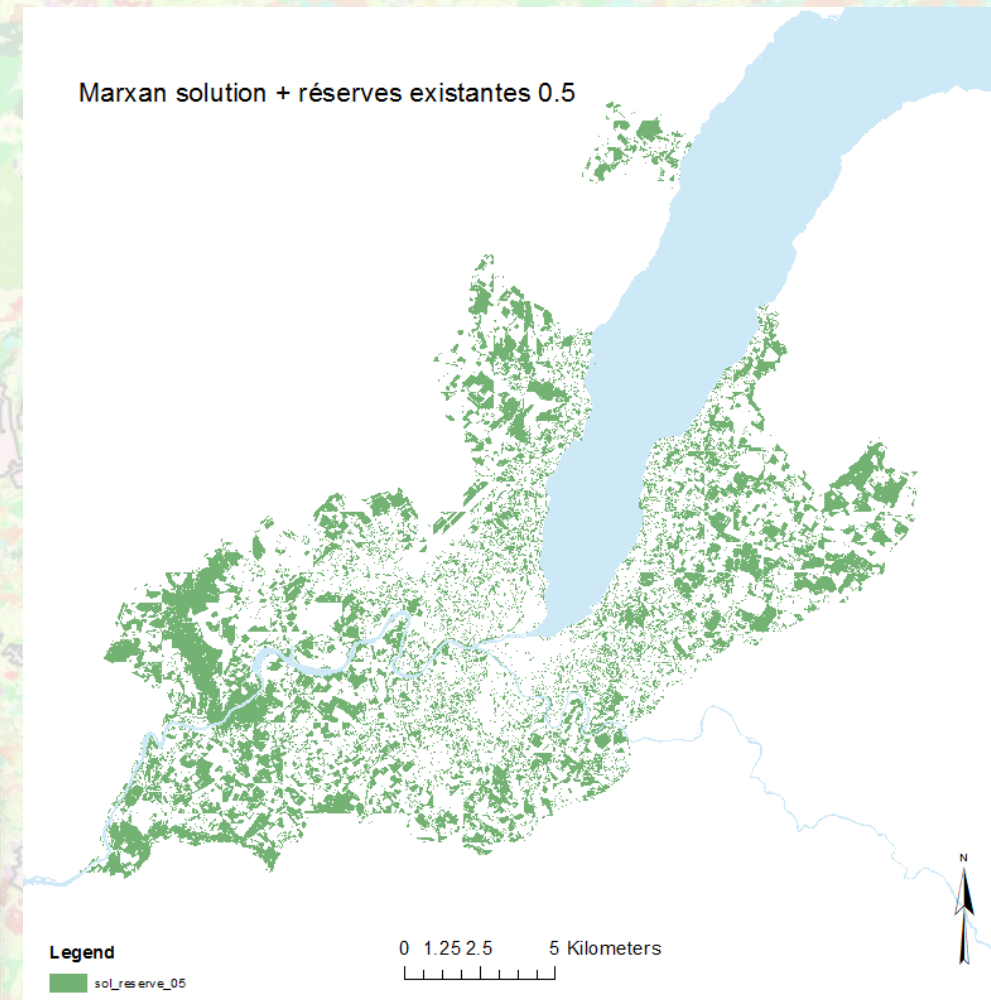 Marxan solution + réserves existantes 0.5
N
Legend
sol_reserve_05
0 1.25 2.5 5 Kilometers